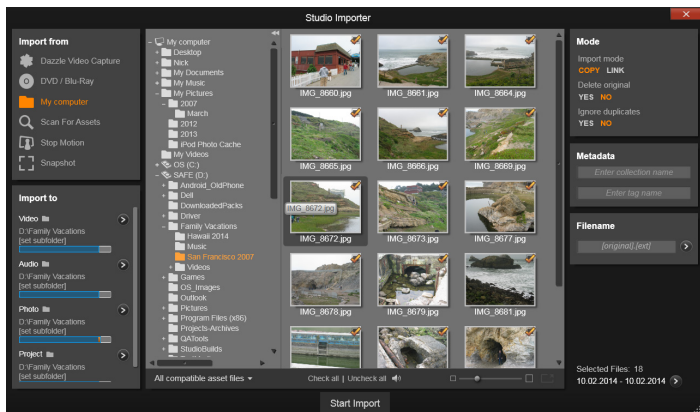 Studio Importer
Import from
Dazzle Video Capture
DVD / Blu-Ray
My computer
Scan For Assets
Stop Motion
Snapshot
Import to
Video
D:\Family Vacations
[set subfolder]
Audio
D:\Family Vacations
[set subfolder]
Photo
D:\Family Vacations
[set subfolder]
Project
D:\Family Vacations
[set subfolder]
My computer
Desktop
Nick
My Documents
My Music
My Pictures
2007
March
2012
2013
iPod Photo Cache
My Videos
OS (C:)
SAFE (D:)
Android_OldPhone
Dell
DownloadedPacks
Driver
Family Vacations
Hawaii 2014
Music
San Francisco 2007
Videos
Games
OS_Images
Outlook
Pictures
Program Files (x86)
Projects-Archives
QATools
StudioBuilds
All compatible asset files
IMG_8660.jpg
IMG_8661.jpg
IMG_8664.jpg
IMG_8665.jpg
IMG_8666.jpg
IMG_8669.jpg
IMG_8672.jpg
IMG_8672.jpg
IMG_8673.jpg
IMG_8677.jpg
IMG_8678.jpg
IMG_8679.jpg
IMG_8681.jpg
Check all | Uncheck all
Mode
Import mode
COPY LINK
Delete original
YES NO
Ignore duplicates
YES NO
Metadata
Enter collection name
Enter tag name
Filename
[original].[ext]
Selected Files: 18
10.02.2014 - 10.02.2014
Start Import